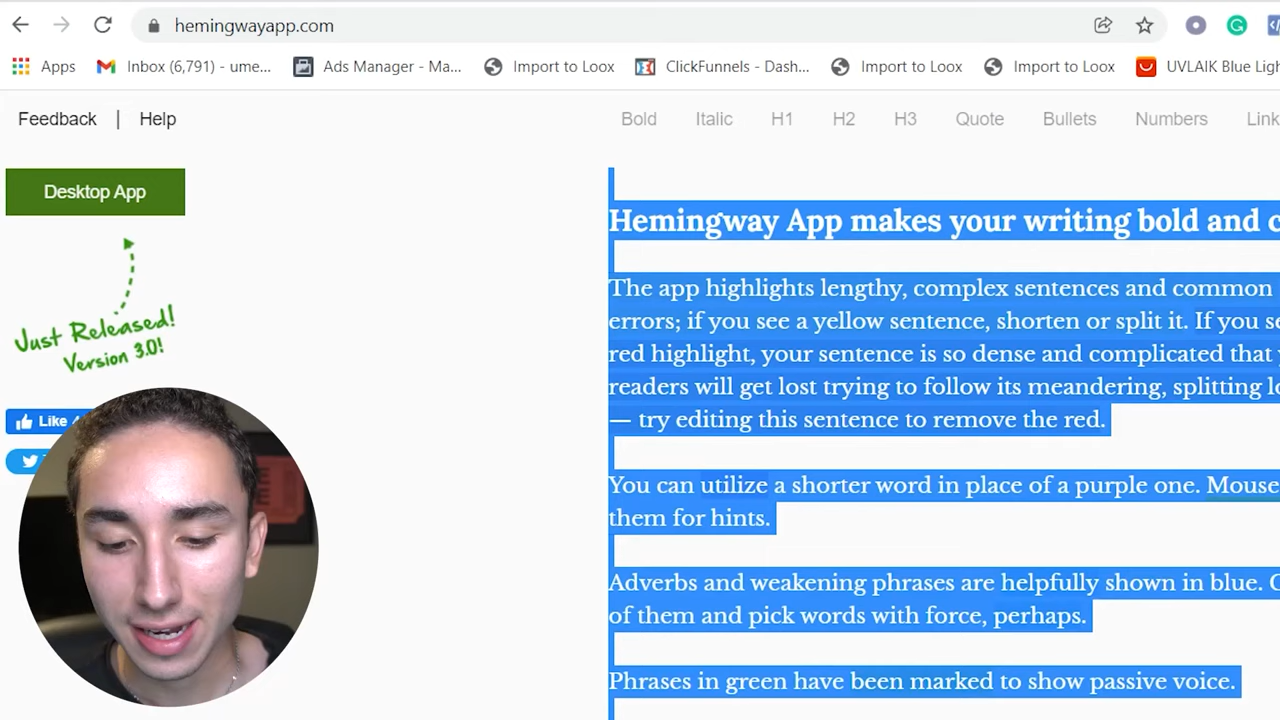 hemingwayapp.com
Apps Inbox (6,791) - ume... Ads Manager - Ma... Import to Loox ClickFunnels - Dash... Import to Loox Import to Loox UVLAIK Blue Ligh
Feedback | Help Bold Italic H1 H2 H3 Quote Bullets Numbers Link
Desktop App
Just Released!
Version 3.0!
Like
Hemingway App makes your writing bold and c
The app highlights lengthy, complex sentences and common
errors; if you see a yellow sentence, shorten or split it. If you se
red highlight, your sentence is so dense and complicated that
readers will get lost trying to follow its meandering, splitting lo
— try editing this sentence to remove the red.
You can utilize a shorter word in place of a purple one. Mouse
them for hints.
Adverbs and weakening phrases are helpfully shown in blue.
of them and pick words with force, perhaps.
Phrases in green have been marked to show passive voice.